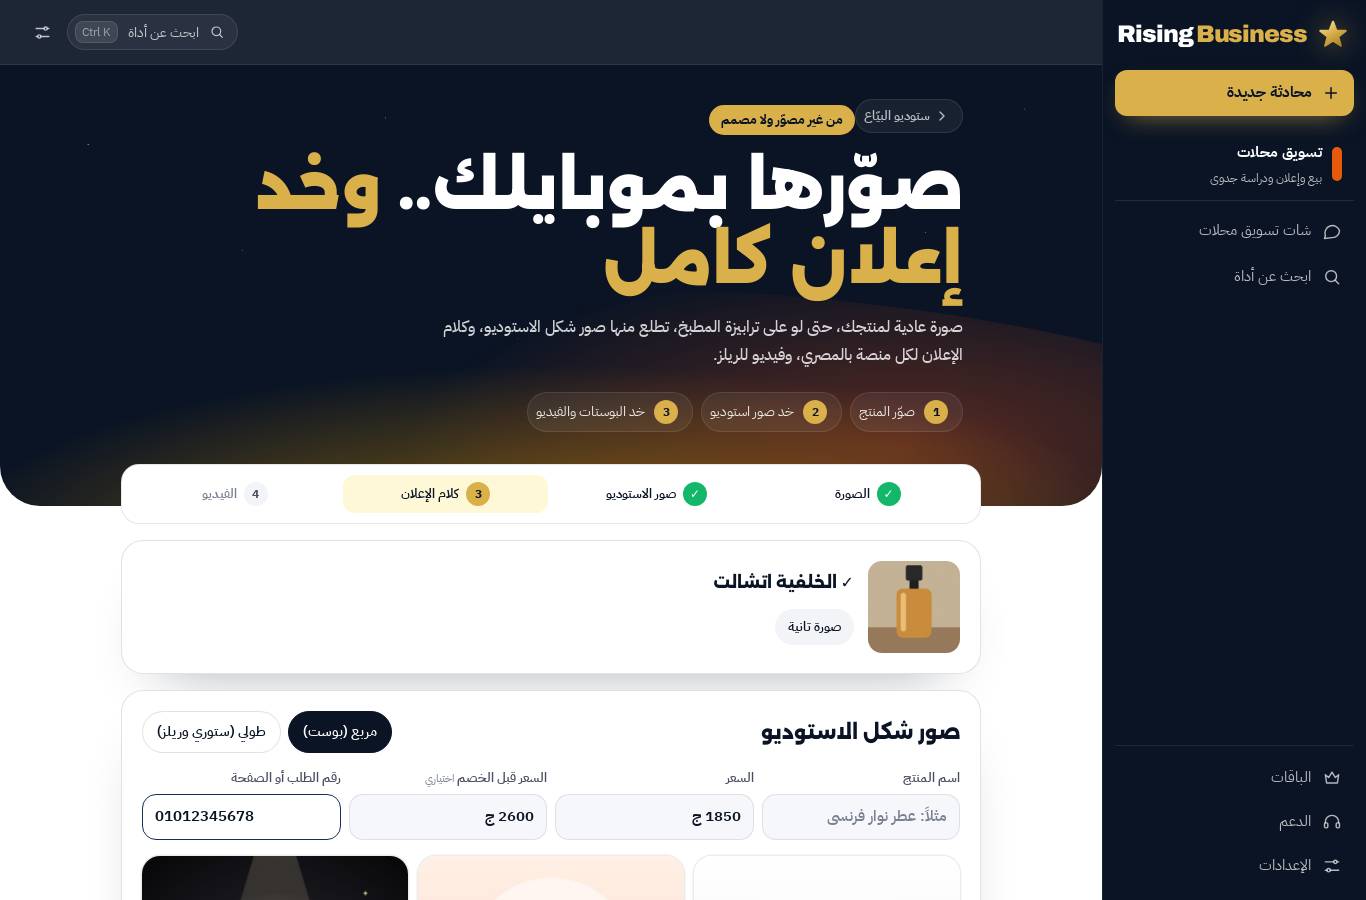 RisingBusiness
محادثة جديدة
تسويق محلات
بيع وإعلان ودراسة جدوى
شات تسويق محلات
ابحث عن أداة
الباقات
الدعم
الإعدادات
ابحث عن أداة Ctrl K
ستوديو البيّاع
من غير مصوّر ولا مصمم
صوّرها بموبايلك.. وخد
إعلان كامل
صورة عادية لمنتجك، حتى لو على ترابيزة المطبخ، تطلع منها صور شكل الاستوديو، وكلام
الإعلان لكل منصة بالمصري، وفيديو للريلز.
1 صوّر المنتج
2 خد صور استوديو
3 خد البوستات والفيديو
✓ الصورة
✓ صور الاستوديو
3 كلام الإعلان
4 الفيديو
✓ الخلفية اتشالت
صورة تانية
صور شكل الاستوديو
مربع (بوست)
طولي (ستوري وريلز)
اسم المنتج
السعر
السعر قبل الخصم اختياري
رقم الطلب أو الصفحة
مثلاً: عطر نوار فرنسي
1850 ج
2600 ج
01012345678